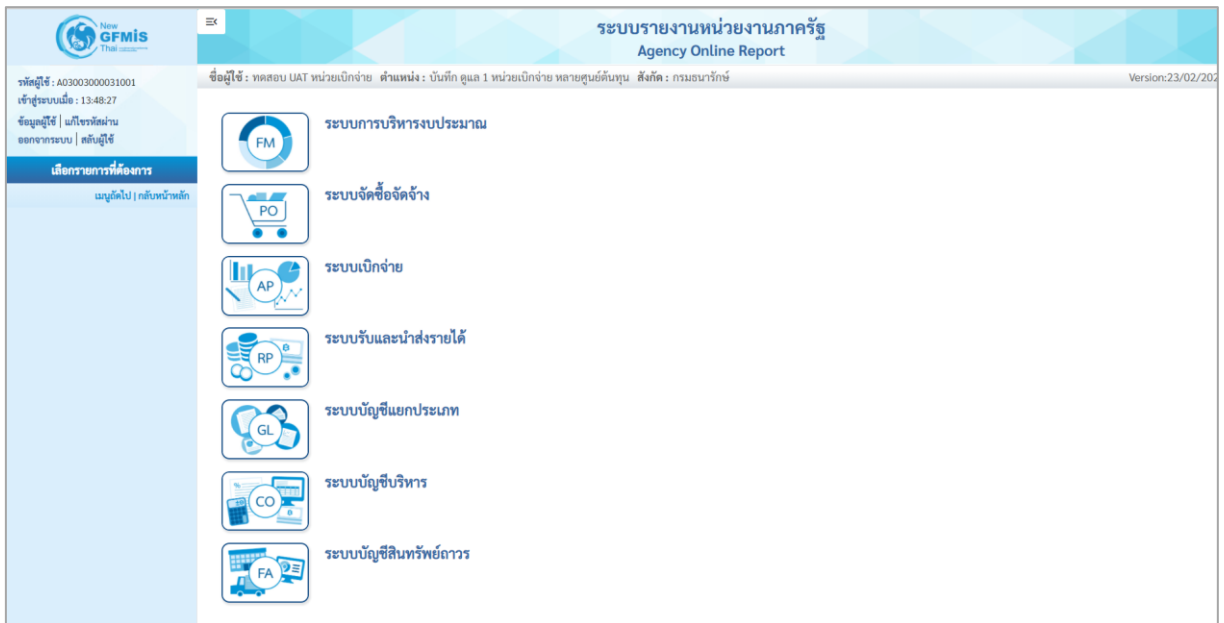 New
GFMIS
Thai
ระบบรายงานหน่วยงานภาครัฐ
Agency Online Report
รหัสผู้ใช้ : A03003000031001
เข้าสู่ระบบเมื่อ : 13:48:27
ข้อมูลผู้ใช้ | แก้ไขรหัสผ่าน
ออกจากระบบ | สลับผู้ใช้
เลือกรายการที่ต้องการ
เมนูถัดไป | กลับหน้าหลัก
ชื่อผู้ใช้ : ทดสอบ UAT หน่วยเบิกจ่าย ตำแหน่ง : บันทึก ดูแล 1 หน่วยเบิกจ่าย หลายศูนย์ต้นทุน สังกัด : กรมธนารักษ์
Version:23/02/202
FM
ระบบการบริหารงบประมาณ
PO
ระบบจัดซื้อจัดจ้าง
AP
ระบบเบิกจ่าย
RP
ระบบรับและนำส่งรายได้
GL
ระบบบัญชีแยกประเภท
CO
ระบบบัญชีบริหาร
FA
ระบบบัญชีสินทรัพย์ถาวร